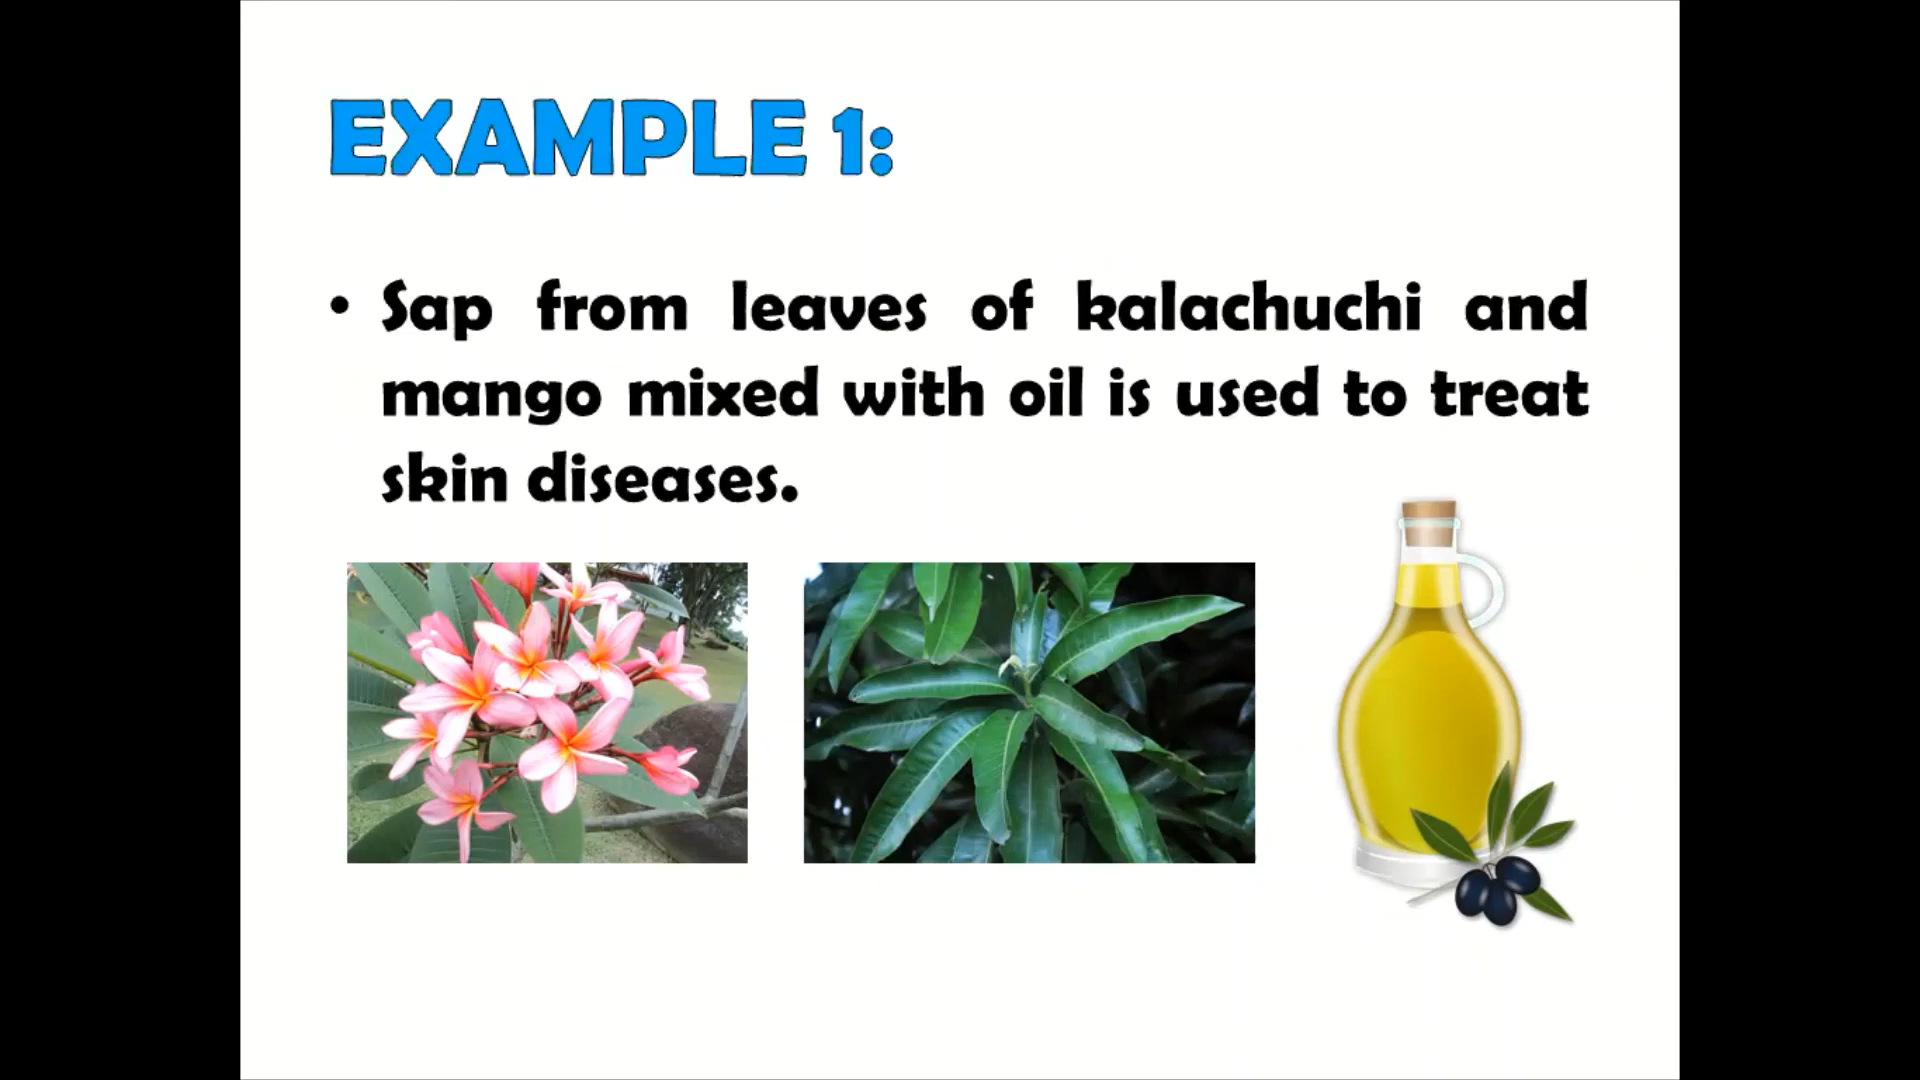 EXAMPLE 1:
• Sap from leaves of kalachuchi and
mango mixed with oil is used to treat
skin diseases.